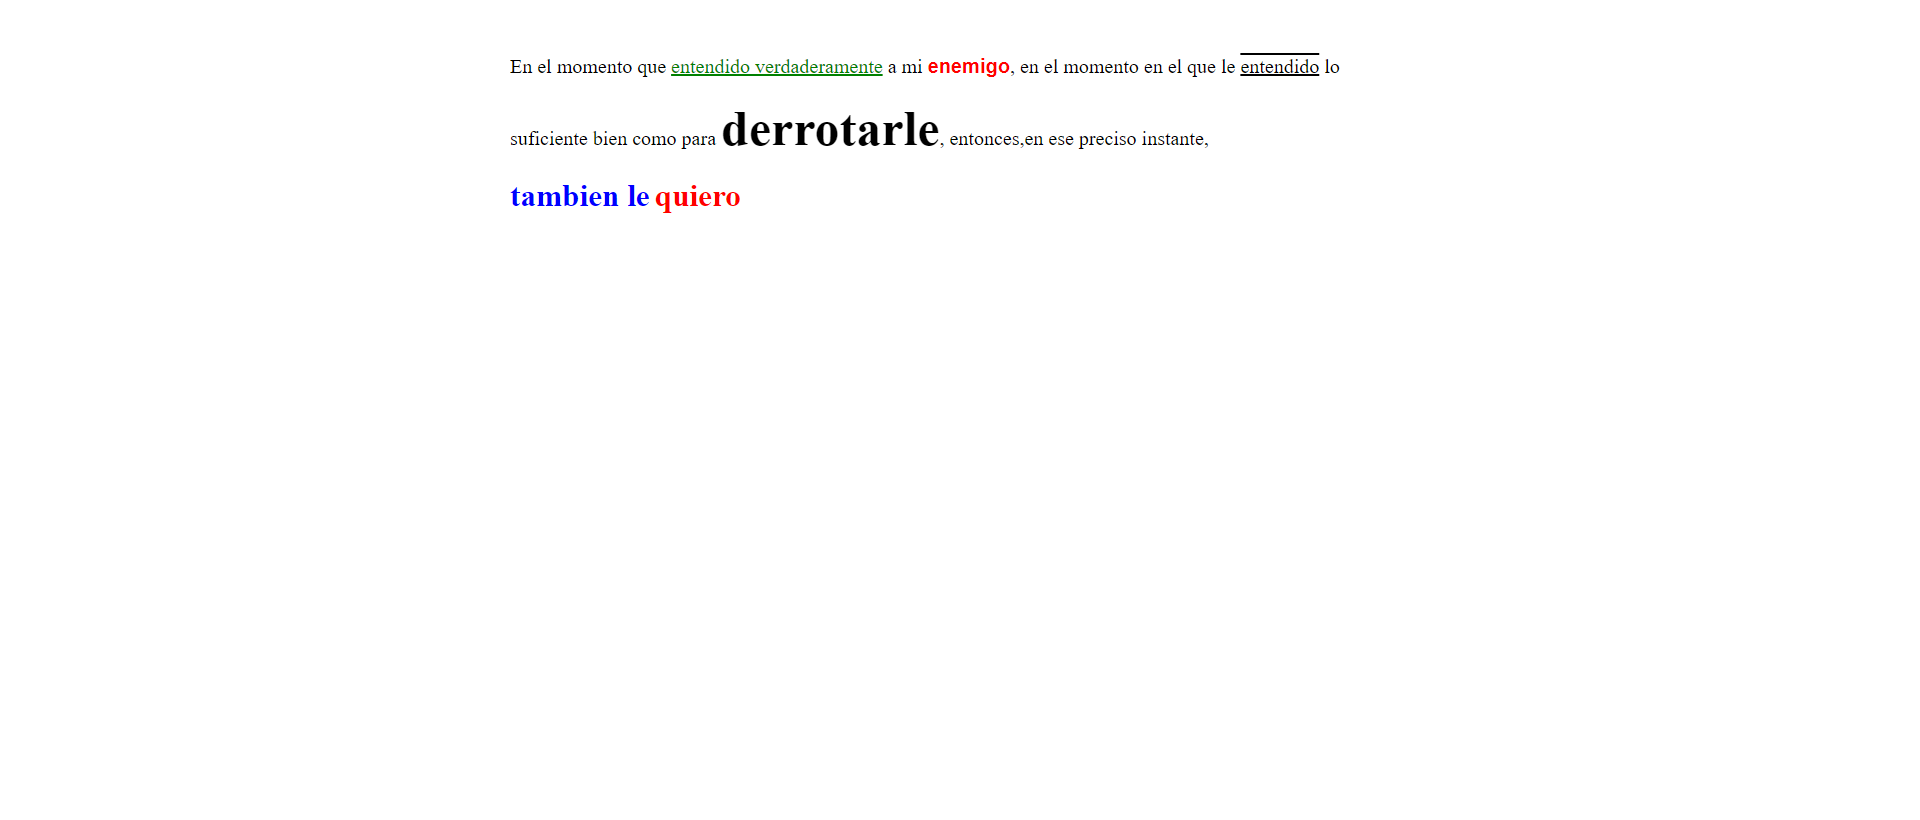 En el momento que entendido verdaderamente a mi enemigo, en el momento en el que le entendido lo
suficiente bien como para derrotarle, entonces,en ese preciso instante,
tambien le quiero